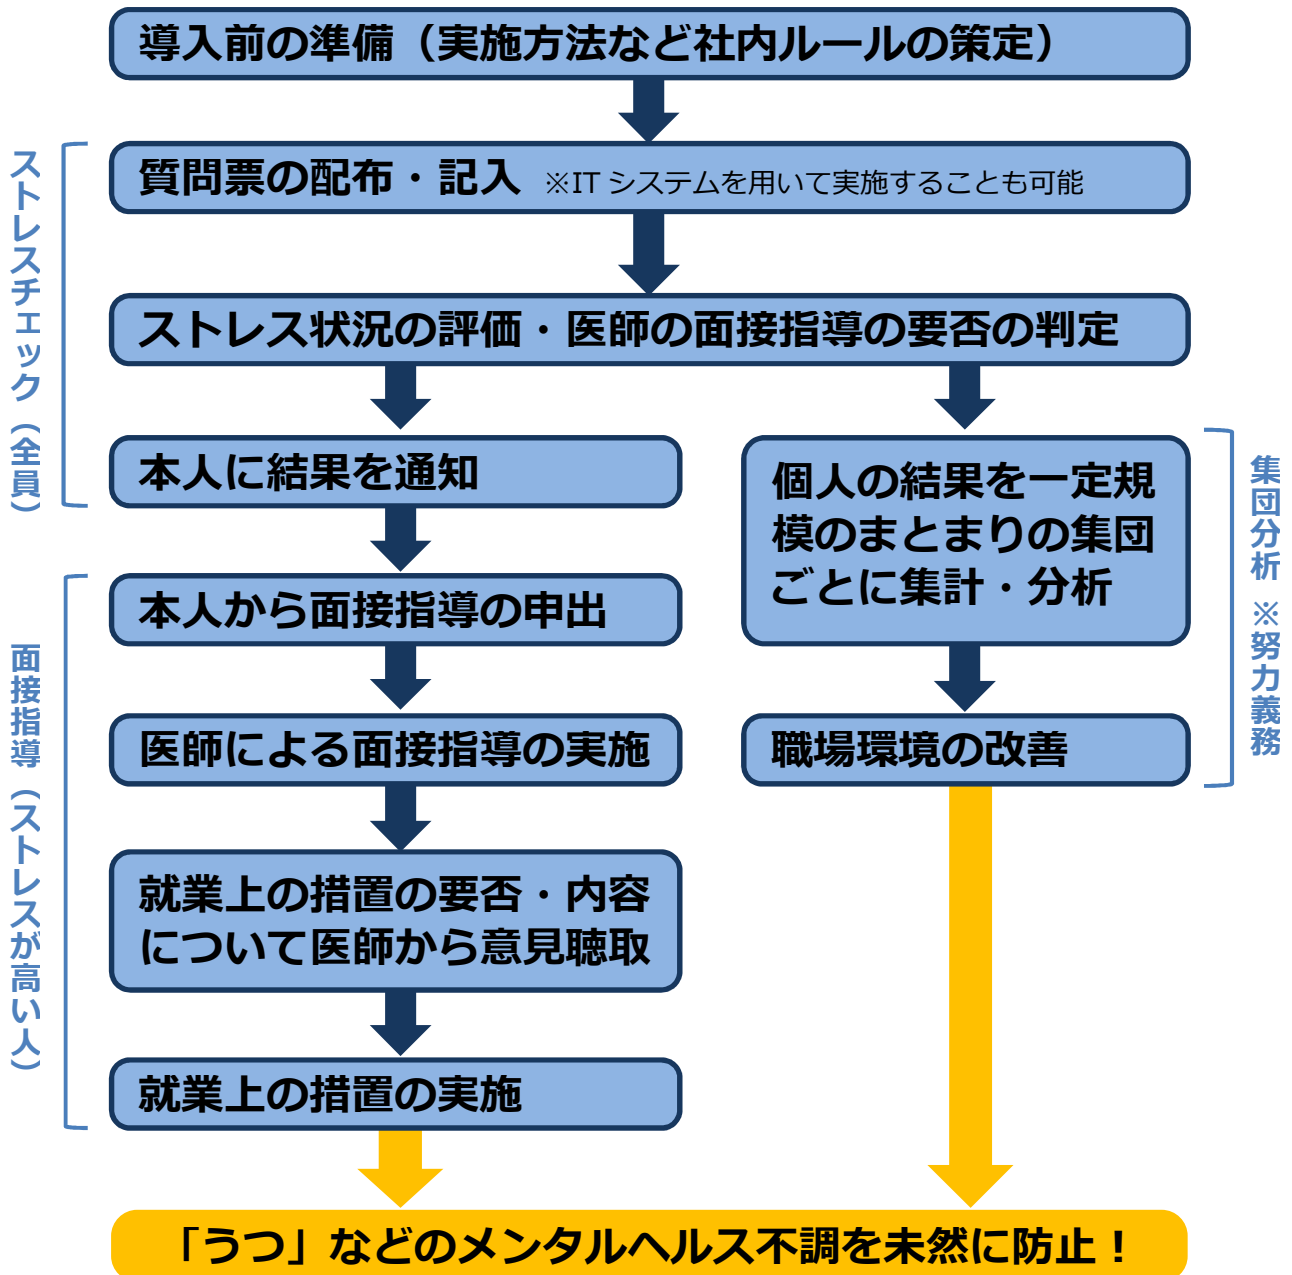 導入前の準備（実施方法など社内ルールの策定）
ストレスチェック（全員）
質問票の配布・記入 ※IT システムを用いて実施することも可能
ストレス状況の評価・医師の面接指導の要否の判定
本人に結果を通知
個人の結果を一定規
模のまとまりの集団
ごとに集計・分析
集団分析 ※努力義務
面接指導（ストレスが高い人）
本人から面接指導の申出
医師による面接指導の実施
職場環境の改善
就業上の措置の要否・内容
について医師から意見聴取
就業上の措置の実施
「うつ」などのメンタルヘルス不調を未然に防止！